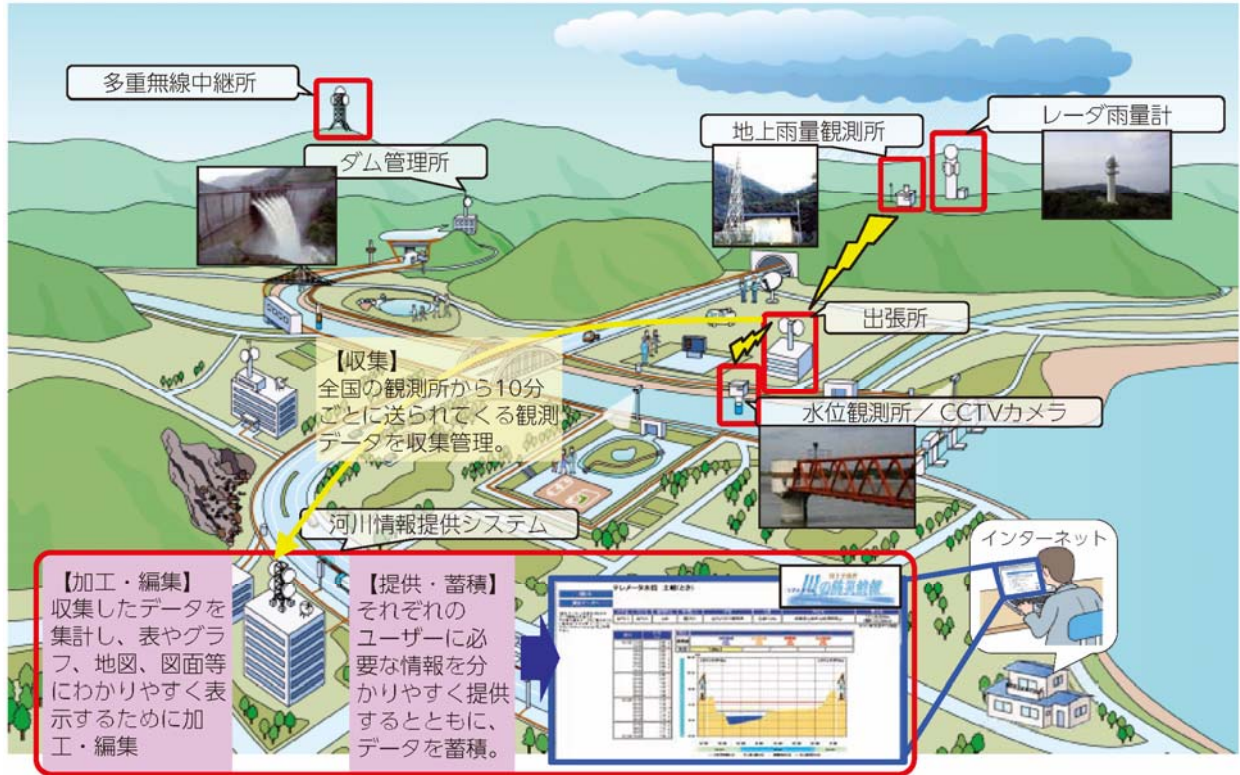 多重無線中継所
ダム管理所
地上雨量観測所
レーダ雨量計
出張所
【収集】
全国の観測所から10分
ごとに送られてくる観測
データを収集管理。
水位観測所／CCTVカメラ
河川情報提供システム
インターネット
【加工・編集】
収集したデータを
集計し、表やグラ
フ、地図、図面等
にわかりやすく表
示するために加
工・編集
【提供・蓄積】
それぞれの
ユーザーに必
要な情報を分
かりやすく提供
するとともに、
データを蓄積。
川の防災情報